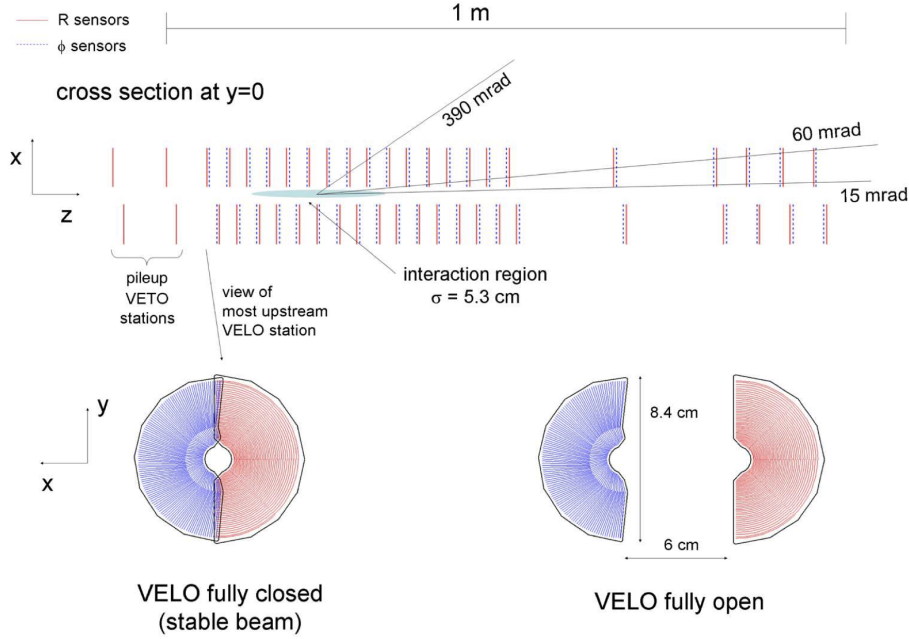 R sensors
ϕ sensors
1 m
cross section at y=0
390 mrad
60 mrad
15 mrad
x
z
pileup
VETO
stations
view of
most upstream
VELO station
interaction region
σ = 5.3 cm
y
x
8.4 cm
6 cm
VELO fully closed
(stable beam)
VELO fully open